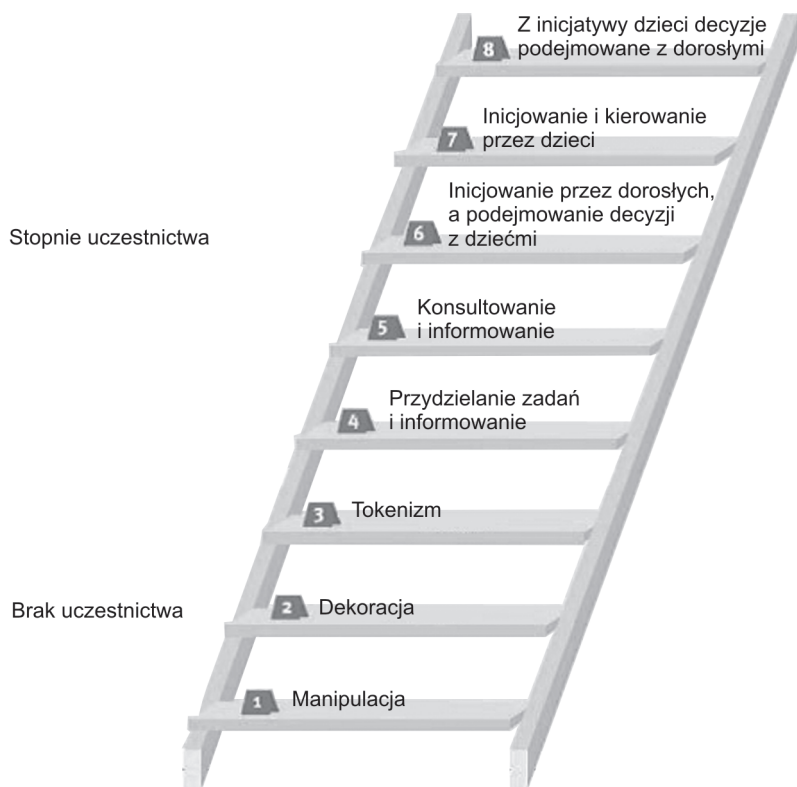 8
Z inicjatywy dzieci decyzje
podejmowane z dorosłymi
7
Inicjowanie i kierowanie
przez dzieci
6
Inicjowanie przez dorosłych,
a podejmowanie decyzji
z dziećmi
Stopnie uczestnictwa
5
Konsultowanie
i informowanie
4
Przydzielanie zadań
i informowanie
3
Tokenizm
2
Dekoracja
Brak uczestnictwa
1
Manipulacja